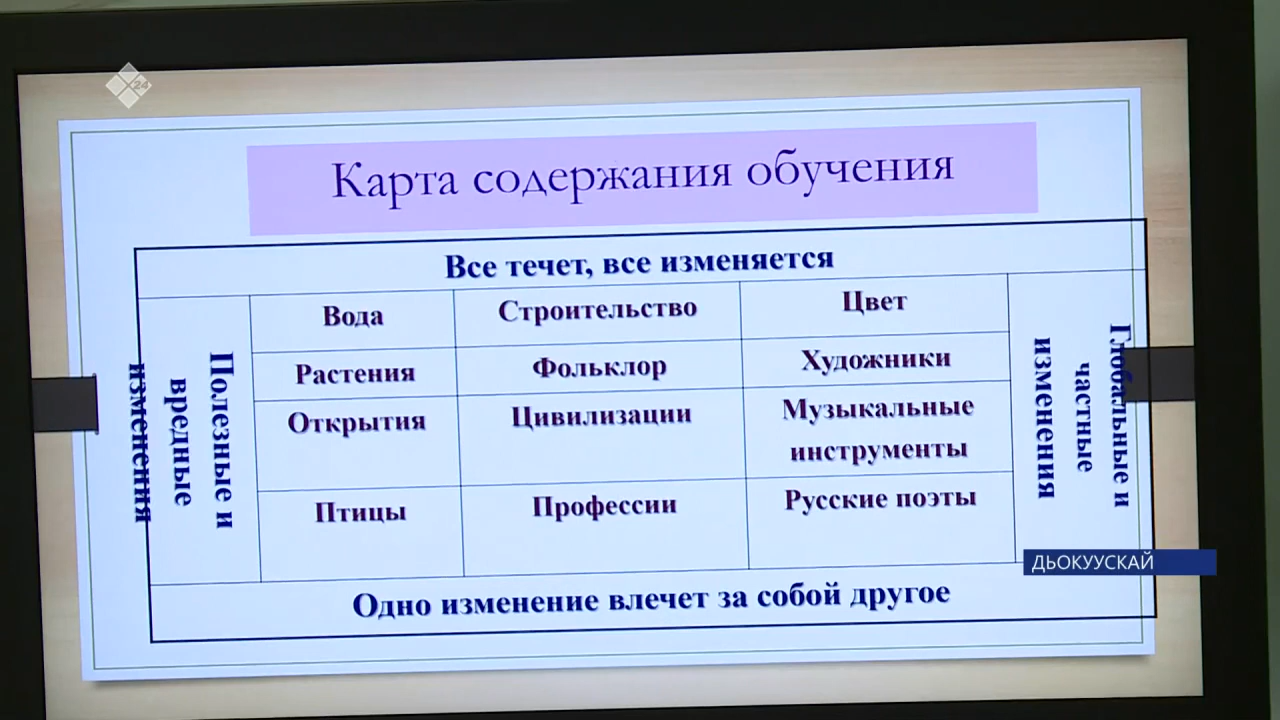 24
Карта содержания обучения
Все течет, все изменяется
Полезные и
вредные
изменения
Вода
Строительство
Цвет
Растения
Фольклор
Художники
Открытия
Цивилизации
Музыкальные
инструменты
Птицы
Профессии
Русские поэты
Глобальные и
частные
изменения
Одно изменение влечет за собой другое
ДЬОКУУСКАЙ